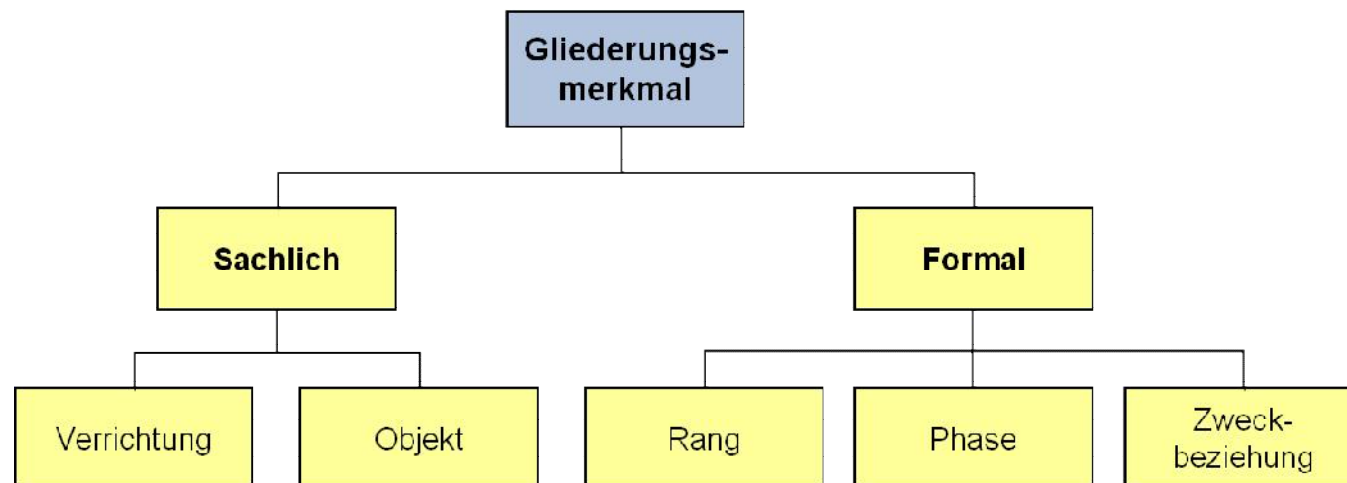 Gliederungs-
merkmal
Sachlich
Formal
Verrichtung
Objekt
Rang
Phase
Zweck-
beziehung